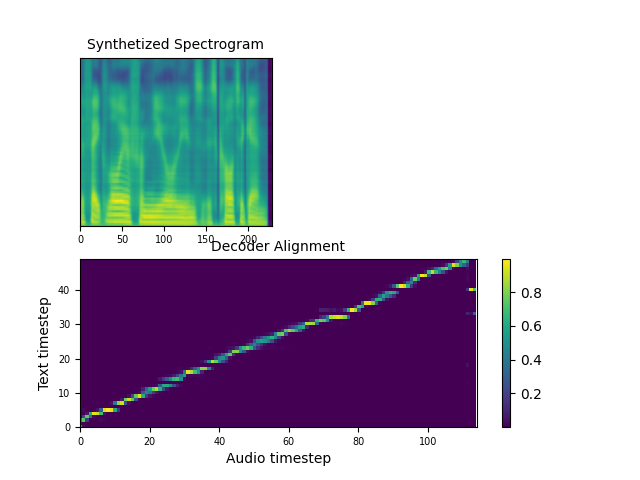 Synthetized Spectrogram
0 50 100 150 200
Decoder Alignment
Text timestep
40
30
20
10
0
0 20 40 60 80 100
Audio timestep
0.8
0.6
0.4
0.2